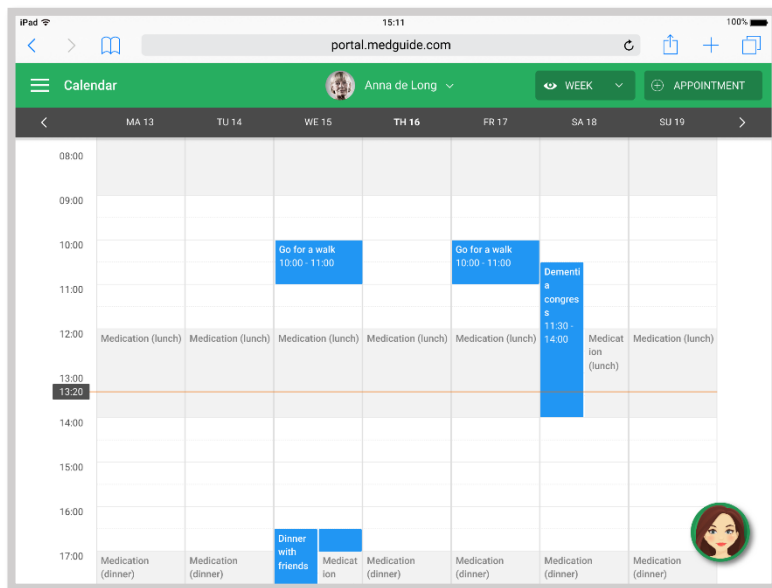 iPad 15:11 100%
portal.medguide.com
Calendar Anna de Long WEEK APPOINTMENT
MA 13 TU 14 WE 15 TH 16 FR 17 SA 18 SU 19
08:00
09:00
10:00
Go for a walk
10:00 - 11:00
Go for a walk
10:00 - 11:00
Dementi
a
congres
s
11:30 -
14:00
11:00
12:00
Medication (lunch) Medication (lunch) Medication (lunch) Medication (lunch) Medication (lunch)
Medicat
ion
(lunch)
Medication (lunch)
13:00
13:20
14:00
15:00
16:00
Dinner
with
friends
17:00
Medication
(dinner)
Medication
(dinner)
Medicat
ion
Medication
(dinner)
Medication
(dinner)
Medication
(dinner)
Medication
(dinner)